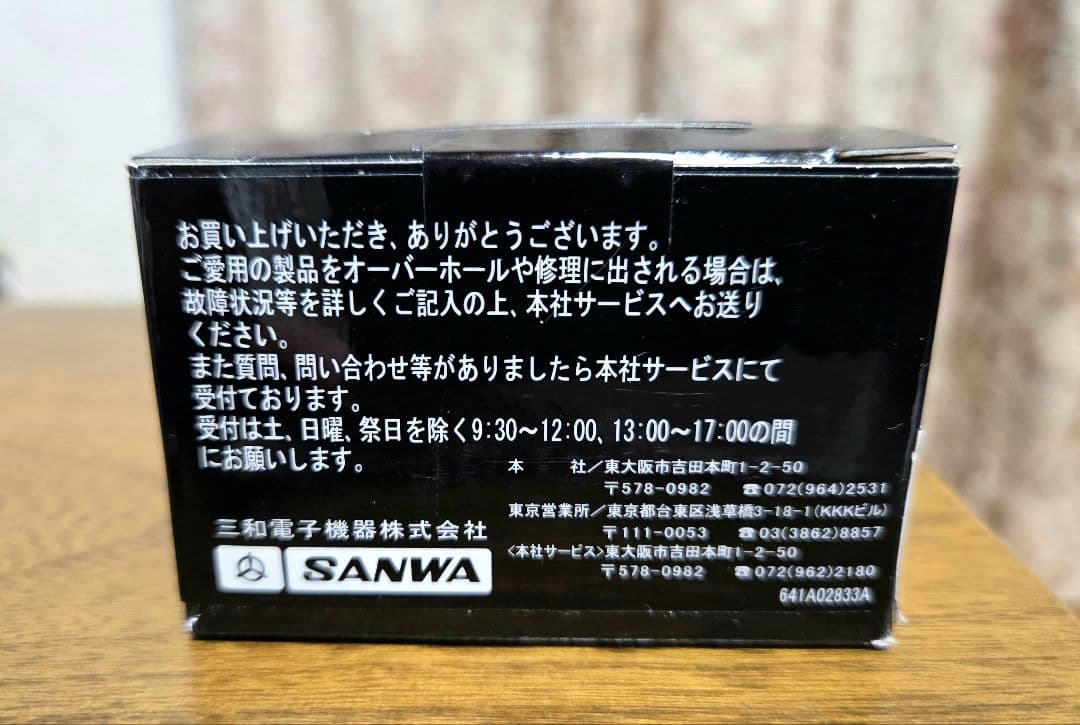 お買い上げいただき、ありがとうございます。
ご愛用の製品をオーバーホールや修理に出される場合は、
故障状況等を詳しくご記入の上、本社サービスへお送り
ください。
また質問、問い合わせ等がありましたら本社サービスにて
受付ております。
受付は土、日曜、祭日を除く9:30〜12:00、13:00〜17:00の間
にお願いします。
本　　社／東大阪市吉田本町1-2-50
〒578-0982　☎072(964)2531
東京営業所／東京都台東区浅草橋3-18-1(KKKビル)
〒111-0053　☎03(3862)8857
<本社サービス>東大阪市吉田本町1-2-50
〒578-0982　☎072(962)2180
641A02833A
三和電子機器株式会社
SANWA